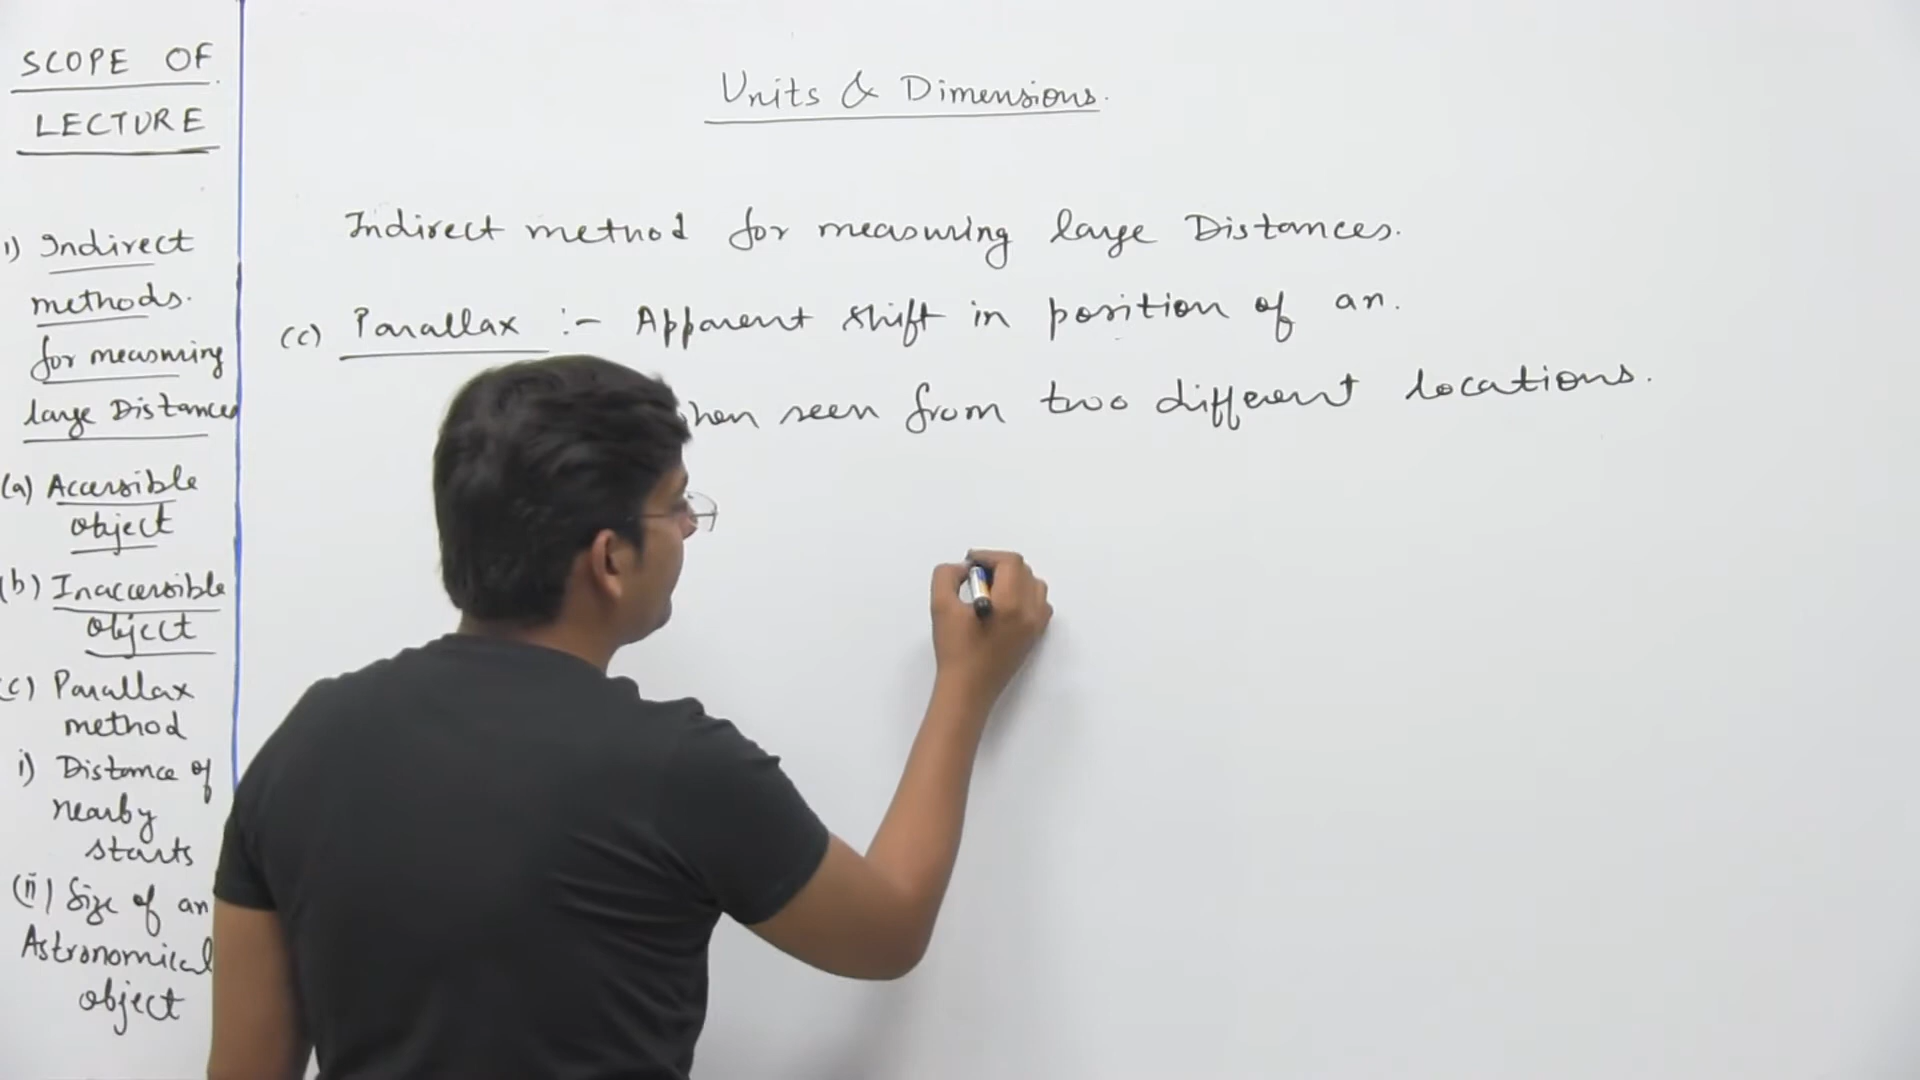 SCOPE OF
LECTURE
1) Indirect
methods.
for measuring
large Distances
(a) Accessible
object
(b) Inaccessible
object
(c) Parallax
method
i) Distance of
nearby
starts
(ii) Size of an
Astronomical
object
Units & Dimensions.
Indirect method for measuring large Distances.
(c) Parallax :- Apparent shift in position of an.
seen from two different locations.